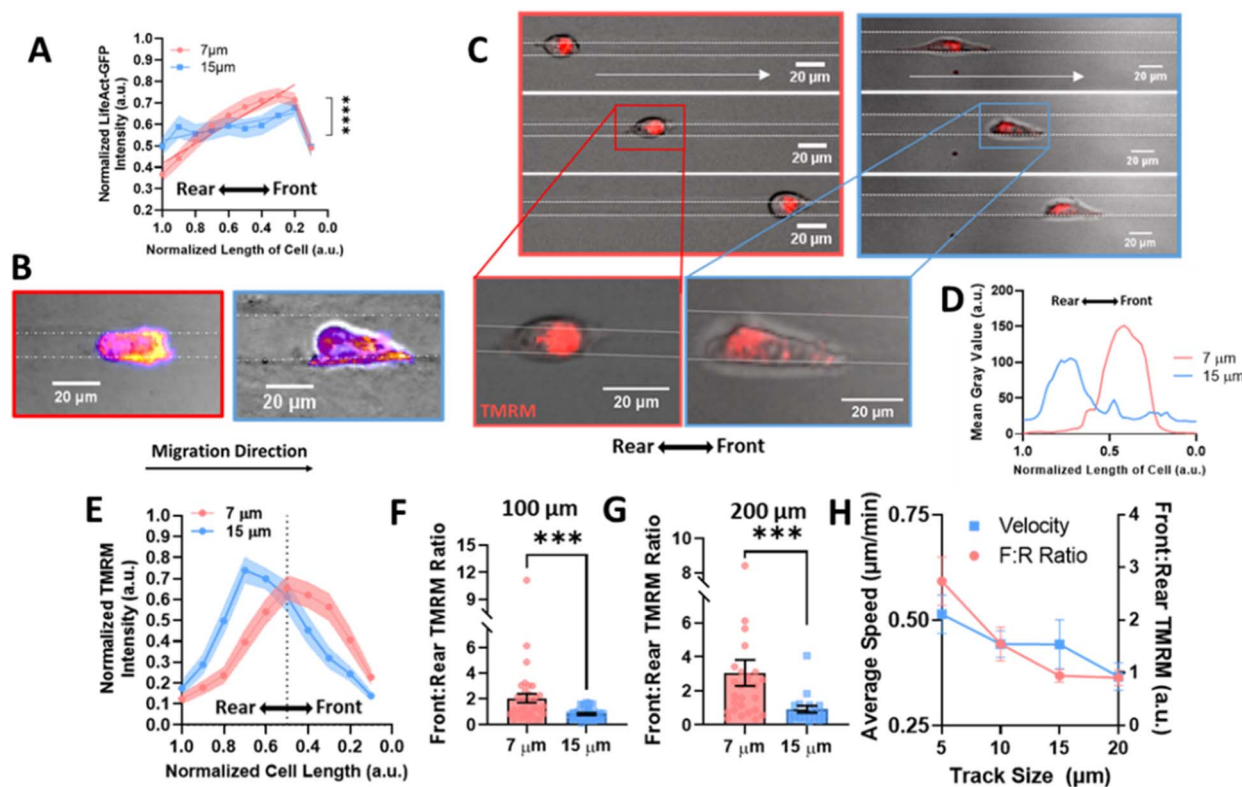 A
7μm
15μm
Normalized LifeAct-GFP
Intensity (a.u.)
1.0
0.9
0.8
0.7
0.6
0.5
0.4
0.3
0.2
****
Rear
Front
1.0 0.8 0.6 0.4 0.2 0.0
Normalized Length of Cell (a.u.)
B
20 μm
20 μm
Migration Direction
C
20 μm
20 μm
20 μm
20 μm
20 μm
20 μm
TMRM
20 μm
20 μm
Rear
Front
D
Rear
Front
Mean Gray Value (a.u.)
200
150
100
50
0
7 μm
15 μm
1.0 0.5 0.0
Normalized Length of Cell (a.u.)
E
7 μm
15 μm
Normalized TMRM
Intensity (a.u.)
1.0
0.9
0.8
0.7
0.6
0.5
0.4
0.3
0.2
0.1
0.0
Rear
Front
1.0 0.8 0.6 0.4 0.2 0.0
Normalized Cell Length (a.u.)
F
100 μm
***
Front:Rear TMRM Ratio
15
12
9
6
4
2
0
7 μm 15 μm
G
200 μm
***
Front:Rear TMRM Ratio
10
8
6
4
2
0
7 μm 15 μm
H
Velocity
F:R Ratio
Average Speed (μm/min)
0.75
0.50
0.25
Front:Rear TMRM (a.u.)
4
3
2
1
0
5 10 15 20
Track Size (μm)